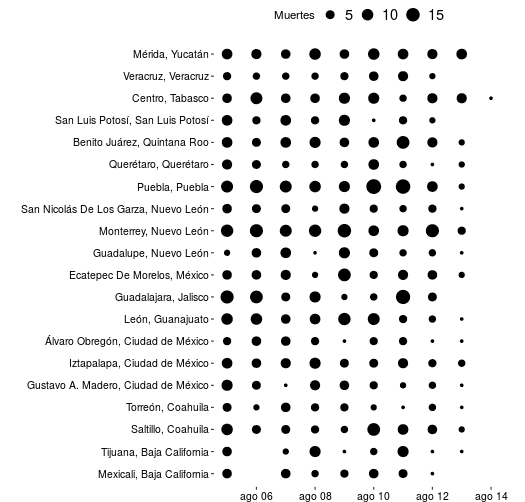 Muertes 5 10 15
Mérida, Yucatán
Veracruz, Veracruz
Centro, Tabasco
San Luis Potosí, San Luis Potosí
Benito Juárez, Quintana Roo
Querétaro, Querétaro
Puebla, Puebla
San Nicolás De Los Garza, Nuevo León
Monterrey, Nuevo León
Guadalupe, Nuevo León
Ecatepec De Morelos, México
Guadalajara, Jalisco
León, Guanajuato
Álvaro Obregón, Ciudad de México
Iztapalapa, Ciudad de México
Gustavo A. Madero, Ciudad de México
Torreón, Coahuila
Saltillo, Coahuila
Tijuana, Baja California
Mexicali, Baja California
ago 06 ago 08 ago 10 ago 12 ago 14